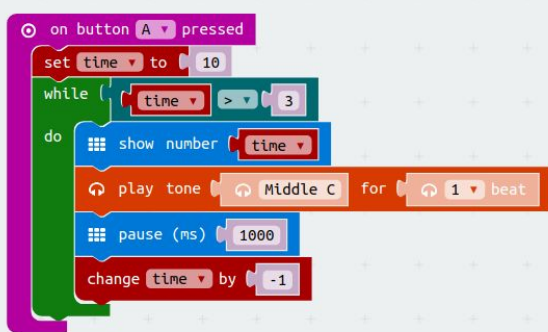 on button A pressed
set time to 10
while time > 3
do
show number time
play tone Middle C for 1 beat
pause (ms) 1000
change time by -1